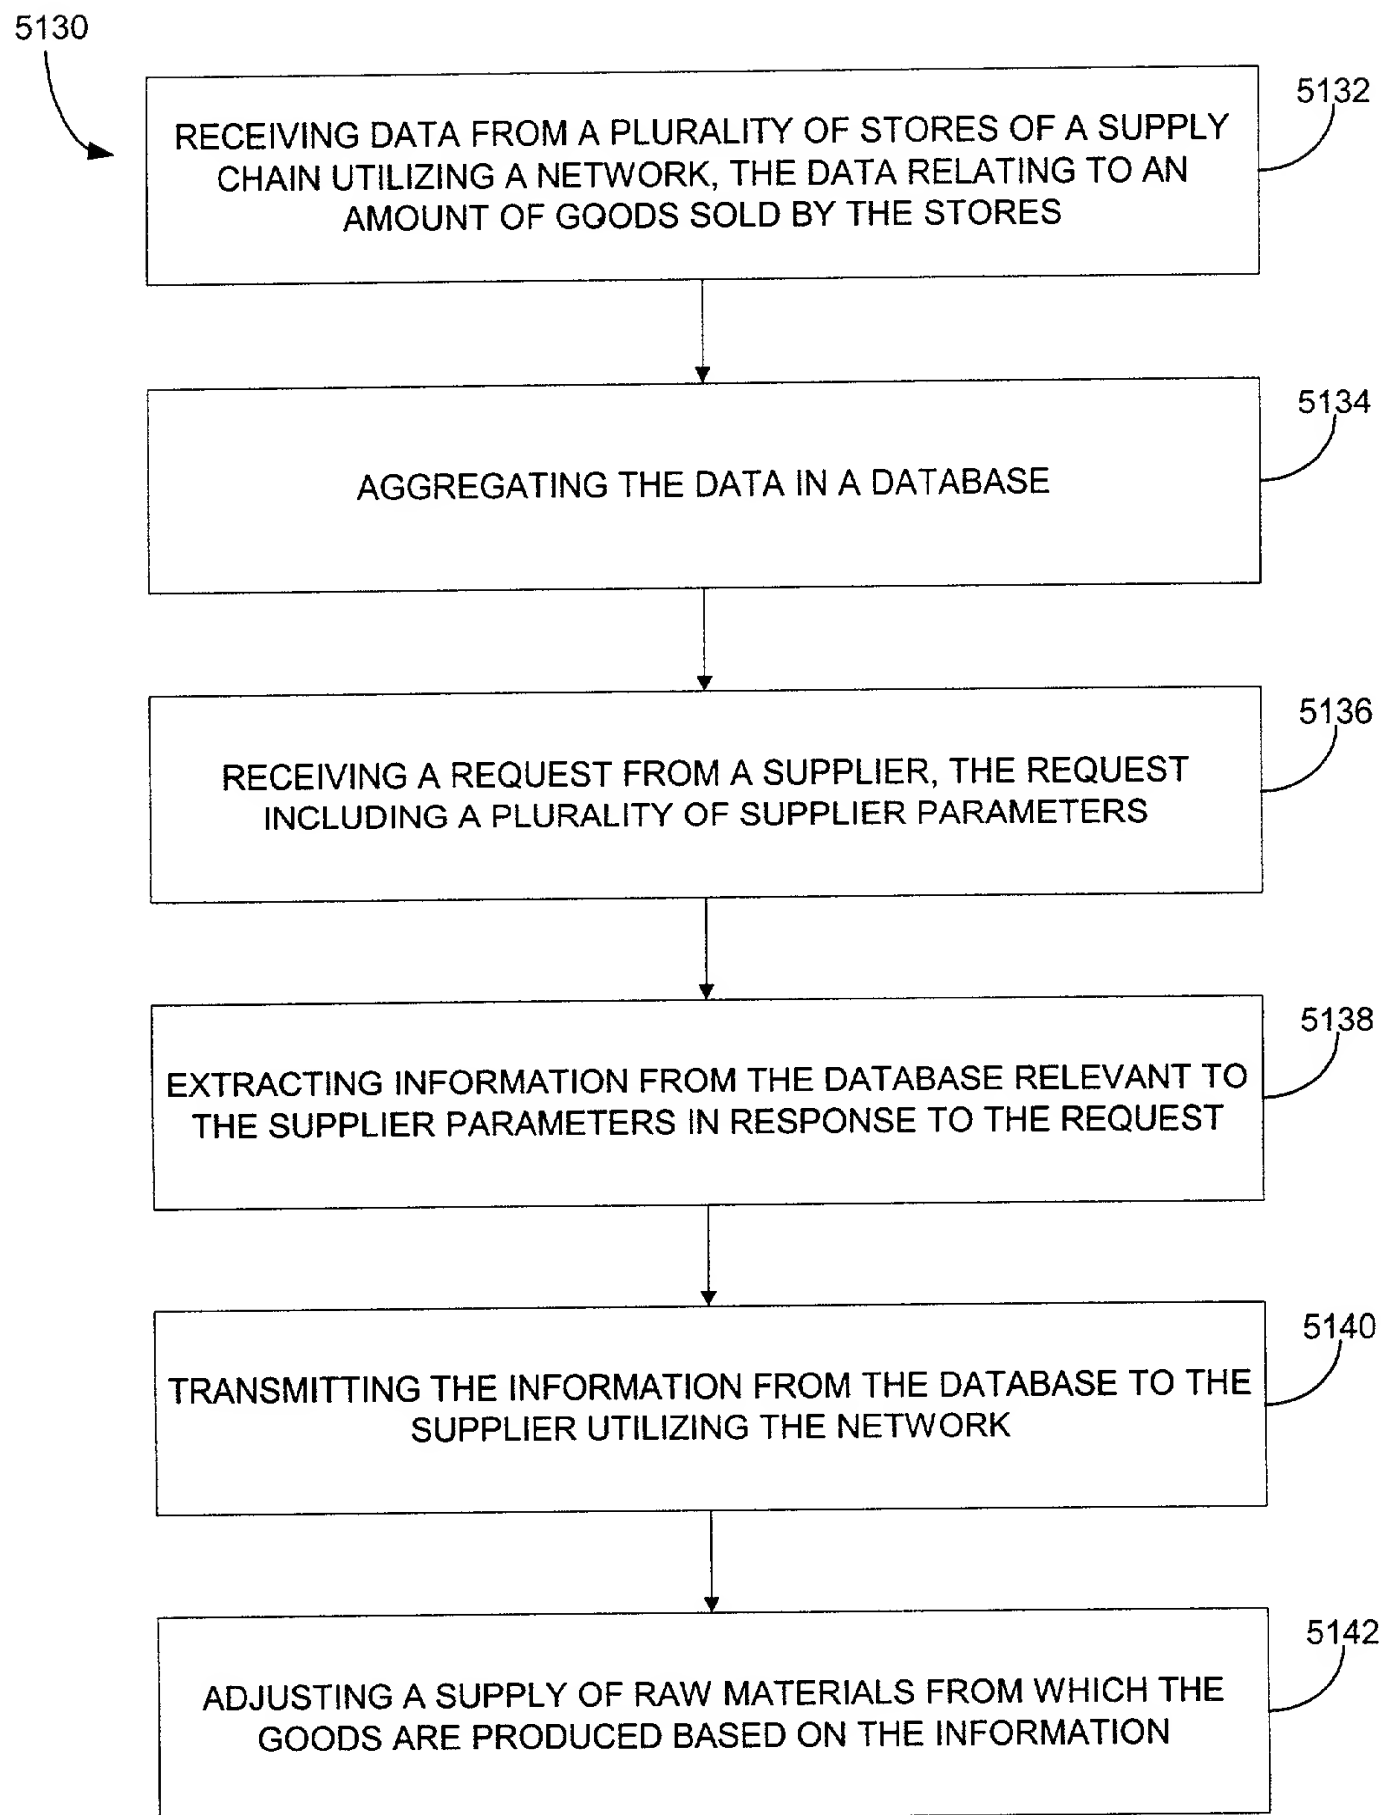 5130
5132
RECEIVING DATA FROM A PLURALITY OF STORES OF A SUPPLY
CHAIN UTILIZING A NETWORK, THE DATA RELATING TO AN
AMOUNT OF GOODS SOLD BY THE STORES
5134
AGGREGATING THE DATA IN A DATABASE
5136
RECEIVING A REQUEST FROM A SUPPLIER, THE REQUEST
INCLUDING A PLURALITY OF SUPPLIER PARAMETERS
5138
EXTRACTING INFORMATION FROM THE DATABASE RELEVANT TO
THE SUPPLIER PARAMETERS IN RESPONSE TO THE REQUEST
5140
TRANSMITTING THE INFORMATION FROM THE DATABASE TO THE
SUPPLIER UTILIZING THE NETWORK
5142
ADJUSTING A SUPPLY OF RAW MATERIALS FROM WHICH THE
GOODS ARE PRODUCED BASED ON THE INFORMATION